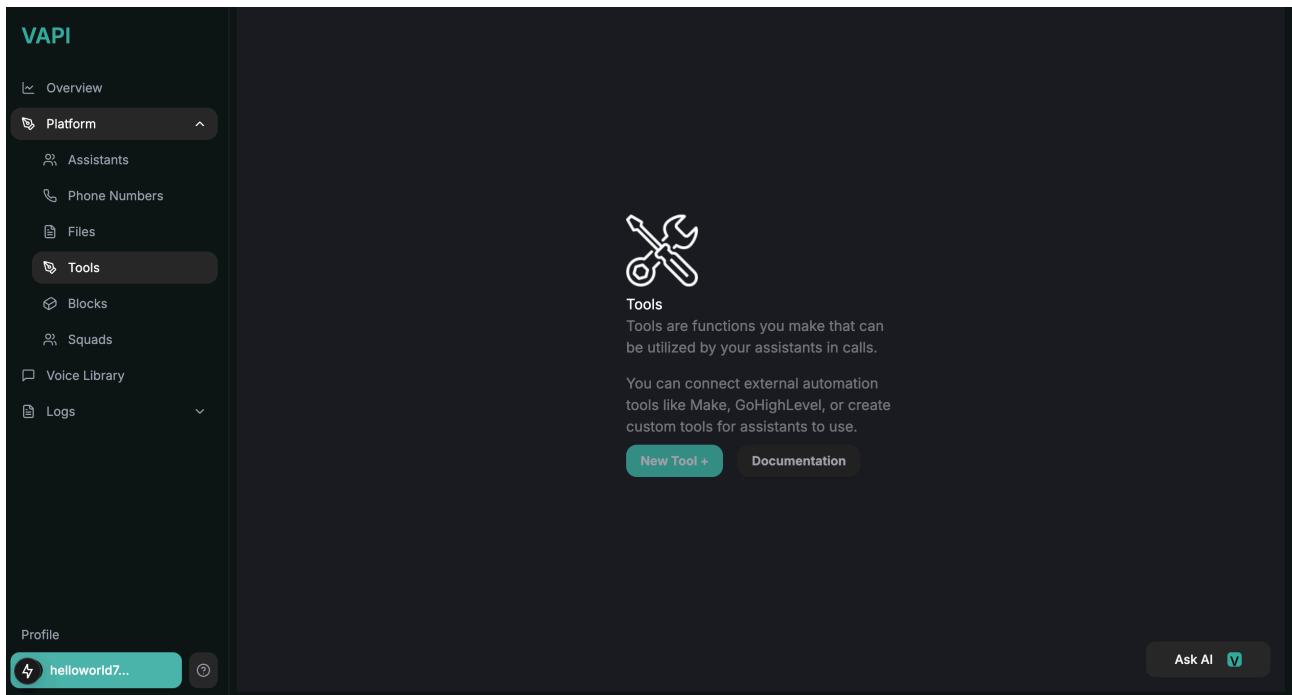 VAPI
Overview
Platform
Assistants
Phone Numbers
Files
Tools
Blocks
Squads
Voice Library
Logs
Profile
helloworld7...
Tools
Tools are functions you make that can
be utilized by your assistants in calls.
You can connect external automation
tools like Make, GoHighLevel, or create
custom tools for assistants to use.
New Tool +
Documentation
Ask AI V